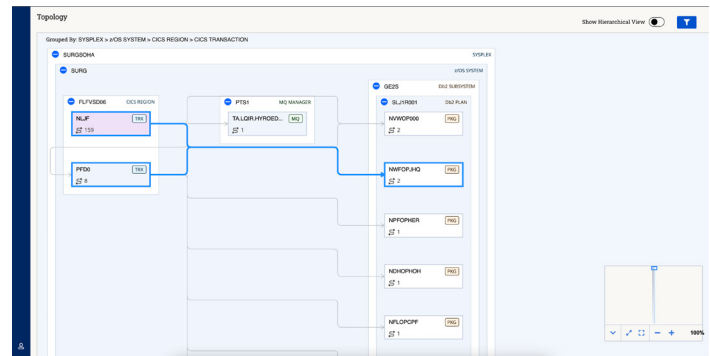 Topology
Show Hierarchical View
Grouped By: SYSPLEX > z/OS SYSTEM > CICS REGION > CICS TRANSACTION
SURGSOHA SYSPLEX
SURG z/OS SYSTEM
GE2S Db2 SUBSYSTEM
FLFVSD06 CICS REGION
PTS1 MQ MANAGER
SLJ1R001 Db2 PLAN
NLJF TRX
159
TA.LQIR.HYROED... MQ
1
NVWOP000 PKG
2
PFD0 TRX
8
NWFOPJHQ PKG
2
NPFOPHER PKG
1
NDHOPHOH PKG
1
NFLOPCPF PKG
1
100%